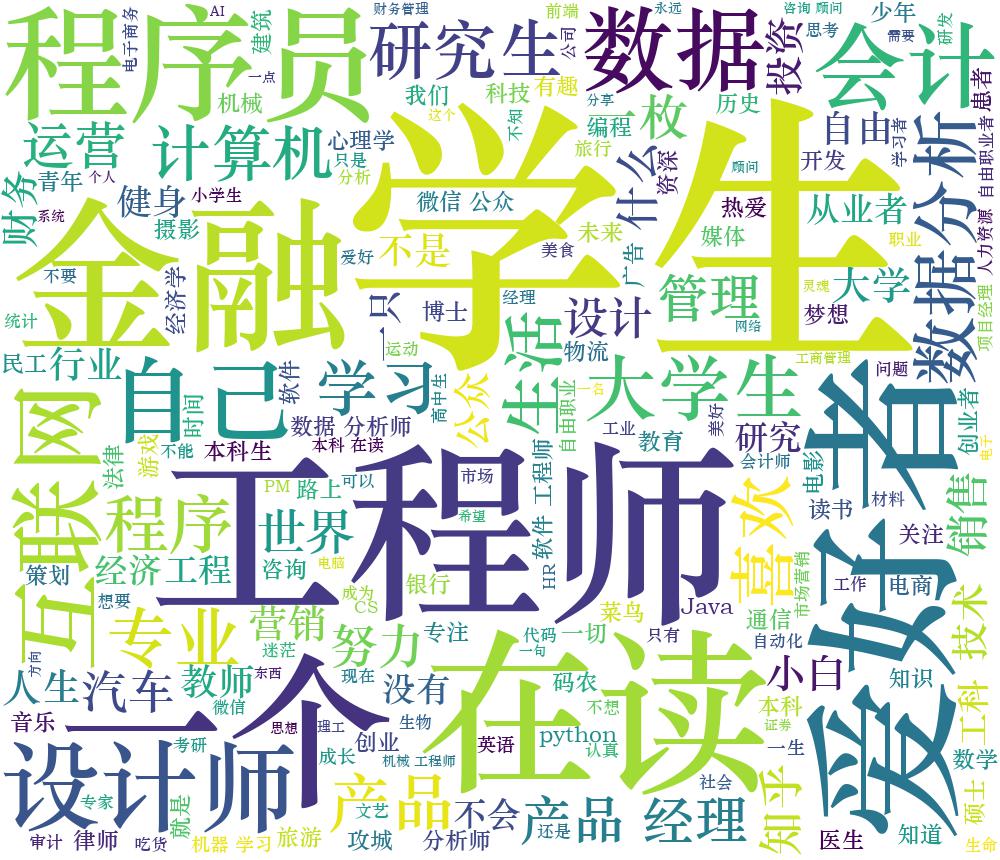 程序员
电子商务
AI
建筑
一点
财务管理
研究生
前端
公司
数据
永远
投资
咨询 顾问
思考
少年
需要
研发
会计
患者
机械
我们
科技
有趣
分享
不知
编程
旅行
枚
历史
自由
数据分析
学习者
自由职业者
人力资源
运营
计算机
心理学
只是
分析
这个
学生
什么
资深
顾问
开发
财务
青年
个人
系统
健身
小学生
摄影
微信 公众
热爱
从业者
职业
金融
爱好
不是
美食
未来
广告
媒体
灵魂
大学
不要
经济学
统计
一只
博士
经理
设计
管理
网络
梦想
项目经理
民工
行业
运动
生活
物流
工商管理
问题
互联网
自己
时间
软件
学习
高中生
公众
自由职业
一名
大学生
美好
创业者
电子
法律
游戏
不能
本科生
数据 分析师
本科 在读
工业
教育
研究
会计师
电影
爱好者
读书
材料
关注
销售
工程师
PM
路上
可以
市场
希望
软件 工程师
HR
喜欢
程序
世界
策划
经济
工程
咨询
电脑
成为
CS
银行
菜鸟
Java
通信
市场营销
工作
电商
技术
想要
专业
营销
迷茫
努力
专注
代码
一句
一切
只有
自动化
小白
知识
工科
方向
人生
汽车
教师
微信
东西
一个
现在
没有
在读
码农
不想
本科
证券
数学
音乐
考研
思想
理工
生物
创业
英语
python
认真
一生
设计师
专家
就是
成长
机械 工程师
产品
文艺
不会
还是
产品 经理
社会
知乎
硕士
审计
律师
吃货
机器 学习
旅游
攻城
分析师
医生
知道
生命